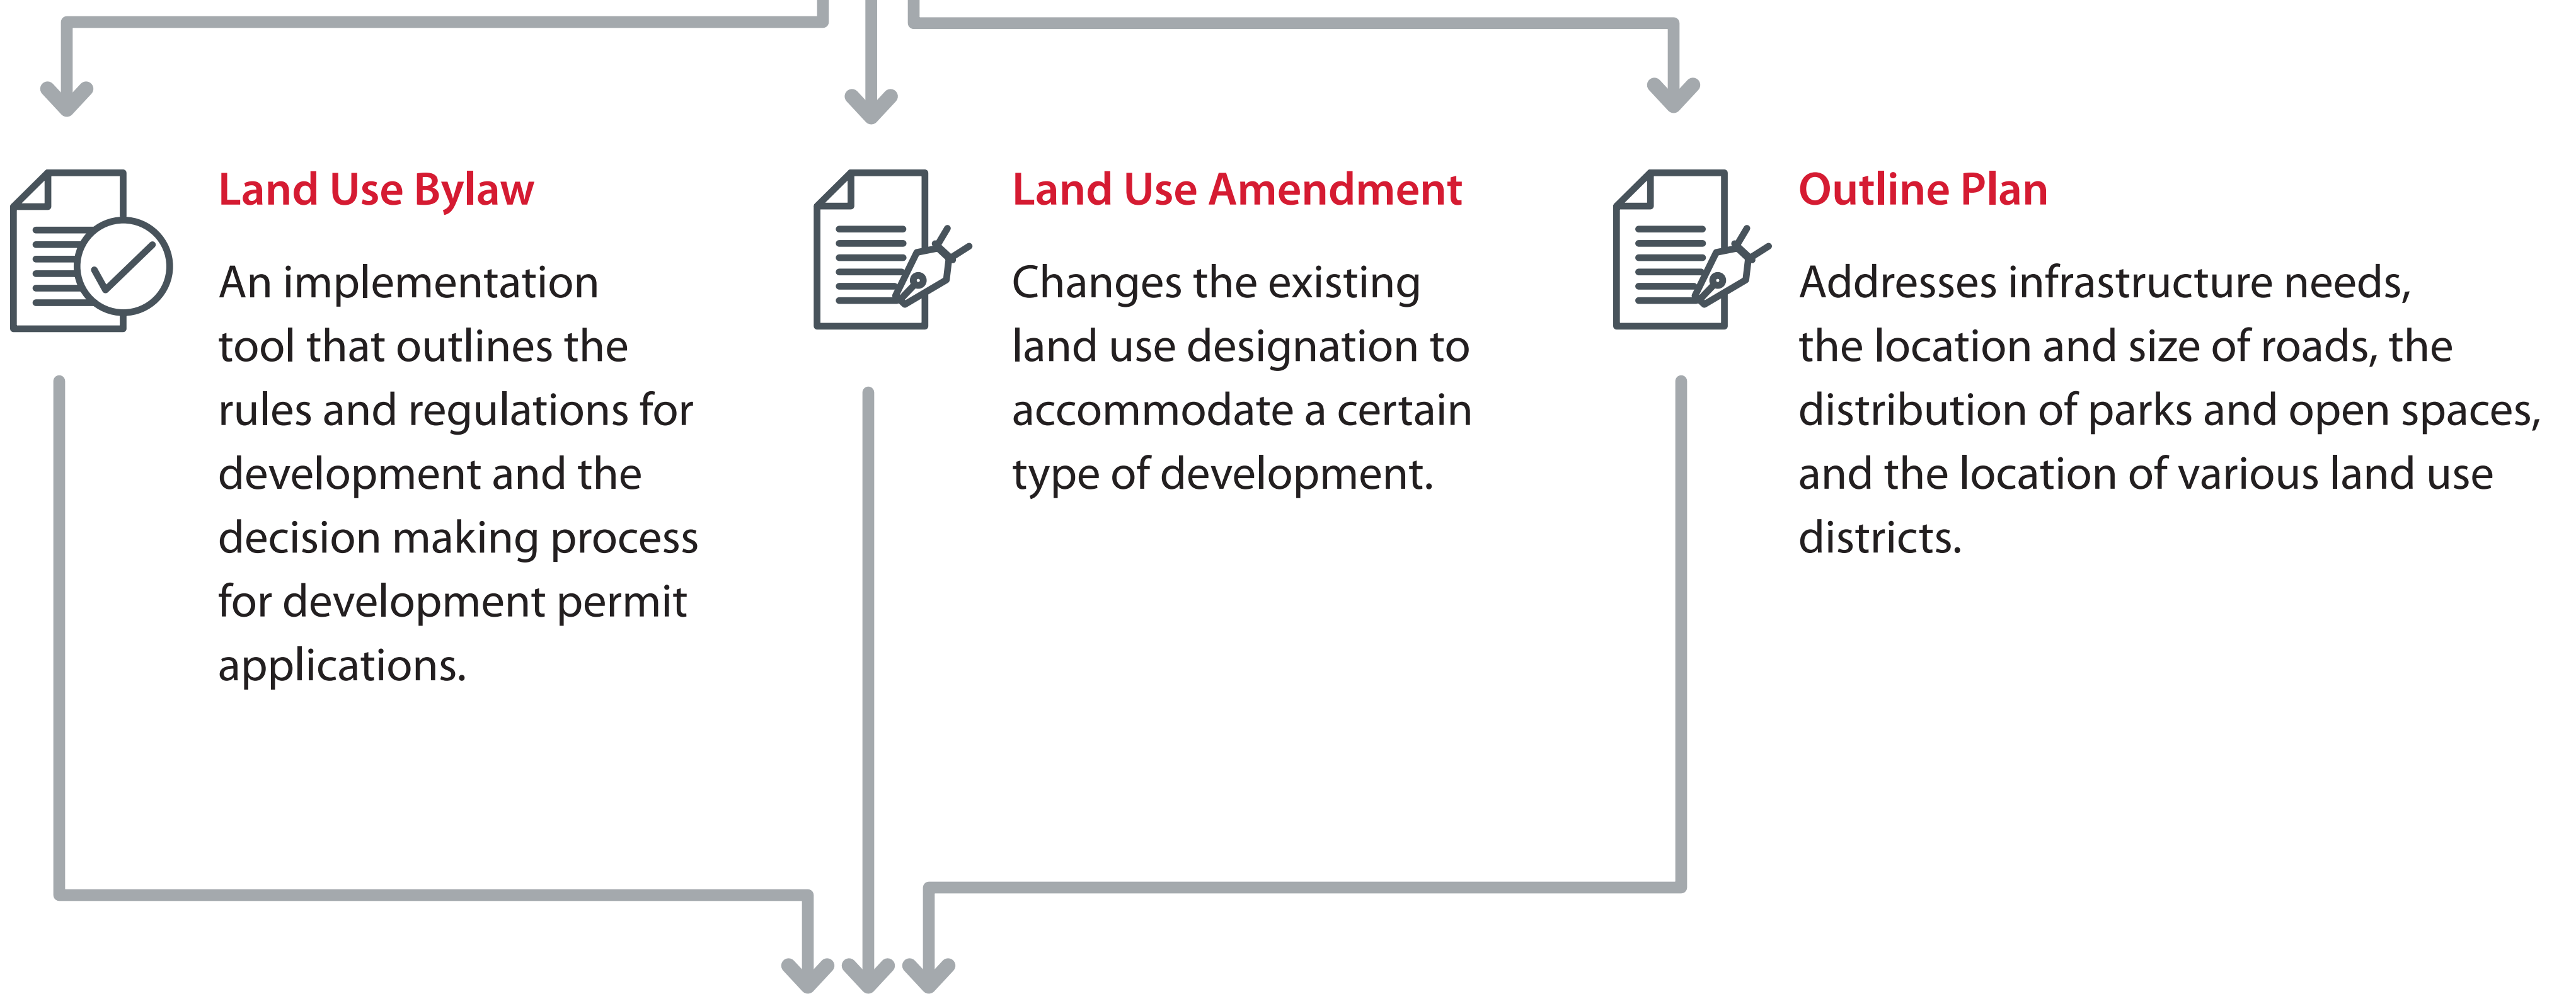 Land Use Bylaw
An implementation
tool that outlines the
rules and regulations for
development and the
decision making process
for development permit
applications.
Land Use Amendment
Changes the existing
land use designation to
accommodate a certain
type of development.
Outline Plan
Addresses infrastructure needs,
the location and size of roads, the
distribution of parks and open spaces,
and the location of various land use
districts.